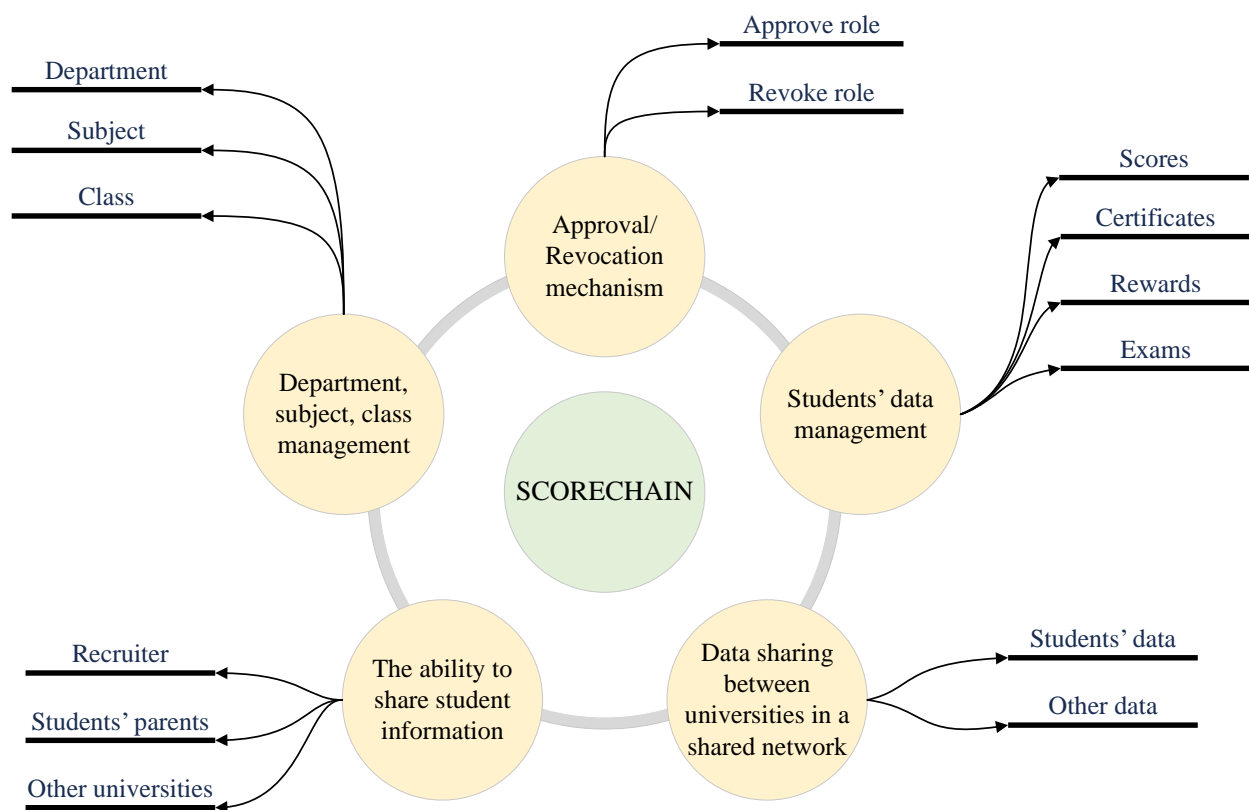 Approve role
Revoke role
Department
Subject
Class
Approval/
Revocation
mechanism
Scores
Certificates
Rewards
Exams
Department,
subject, class
management
Students’ data
management
SCORECHAIN
Recruiter
Students’ parents
Other universities
The ability to
share student
information
Data sharing
between
universities in a
shared network
Students’ data
Other data